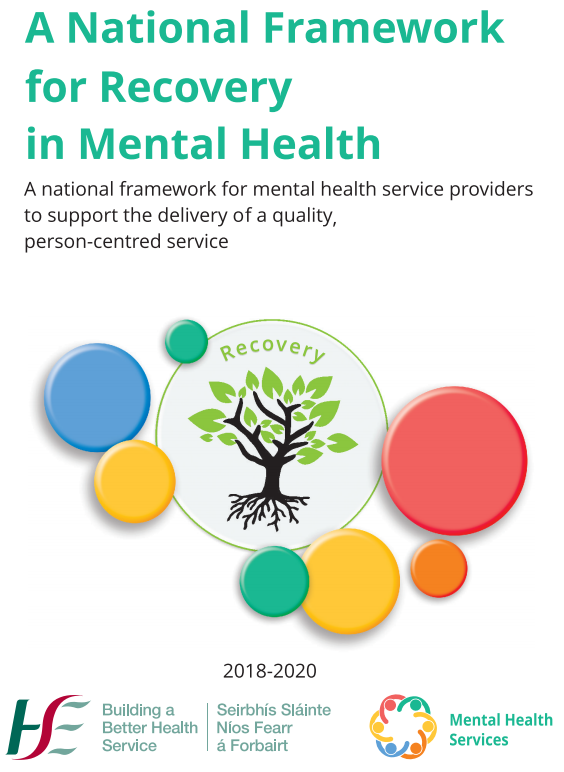 A National Framework
for Recovery
in Mental Health
A national framework for mental health service providers
to support the delivery of a quality,
person-centred service
Recovery
2018-2020
HSE
Building a
Better Health
Service
Seirbhís Sláinte
Níos Fearr
á Forbairt
Mental Health
Services